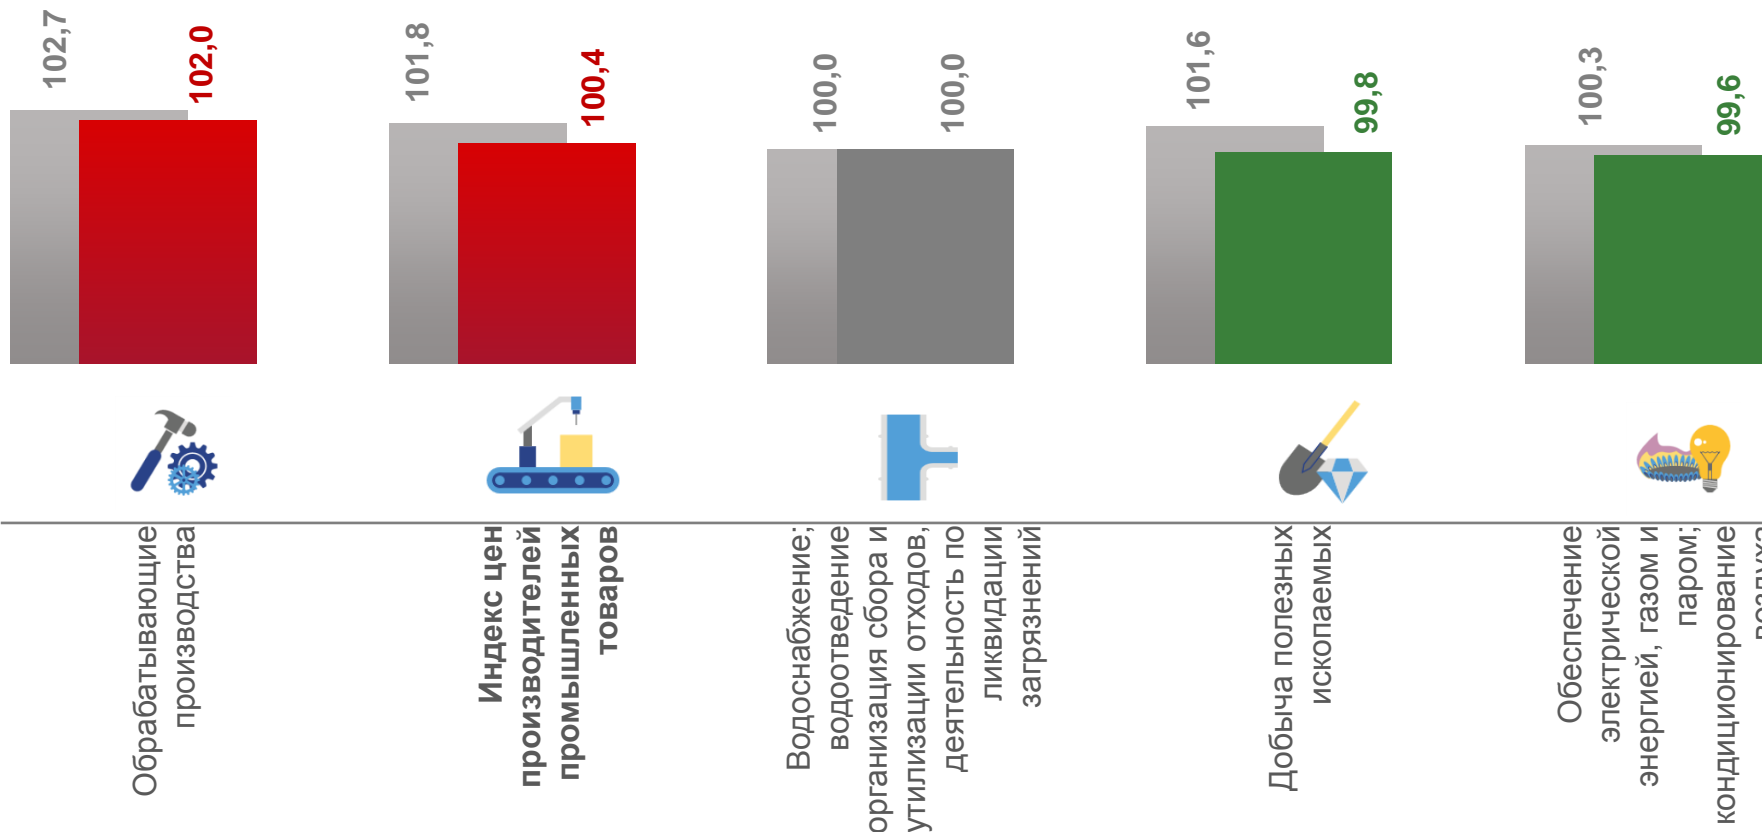 102,7
102,0
101,8
100,4
100,0
100,0
101,6
99,8
100,3
99,6
Обрабатывающие
производства
Индекс цен
производителей
промышленных
товаров
Водоснабжение;
водоотведение
организация сбора и
утилизации отходов,
деятельность по
ликвидации
загрязнений
Добыча полезных
ископаемых
Обеспечение
электрической
энергией, газом и
паром;
кондиционирование
воздуха